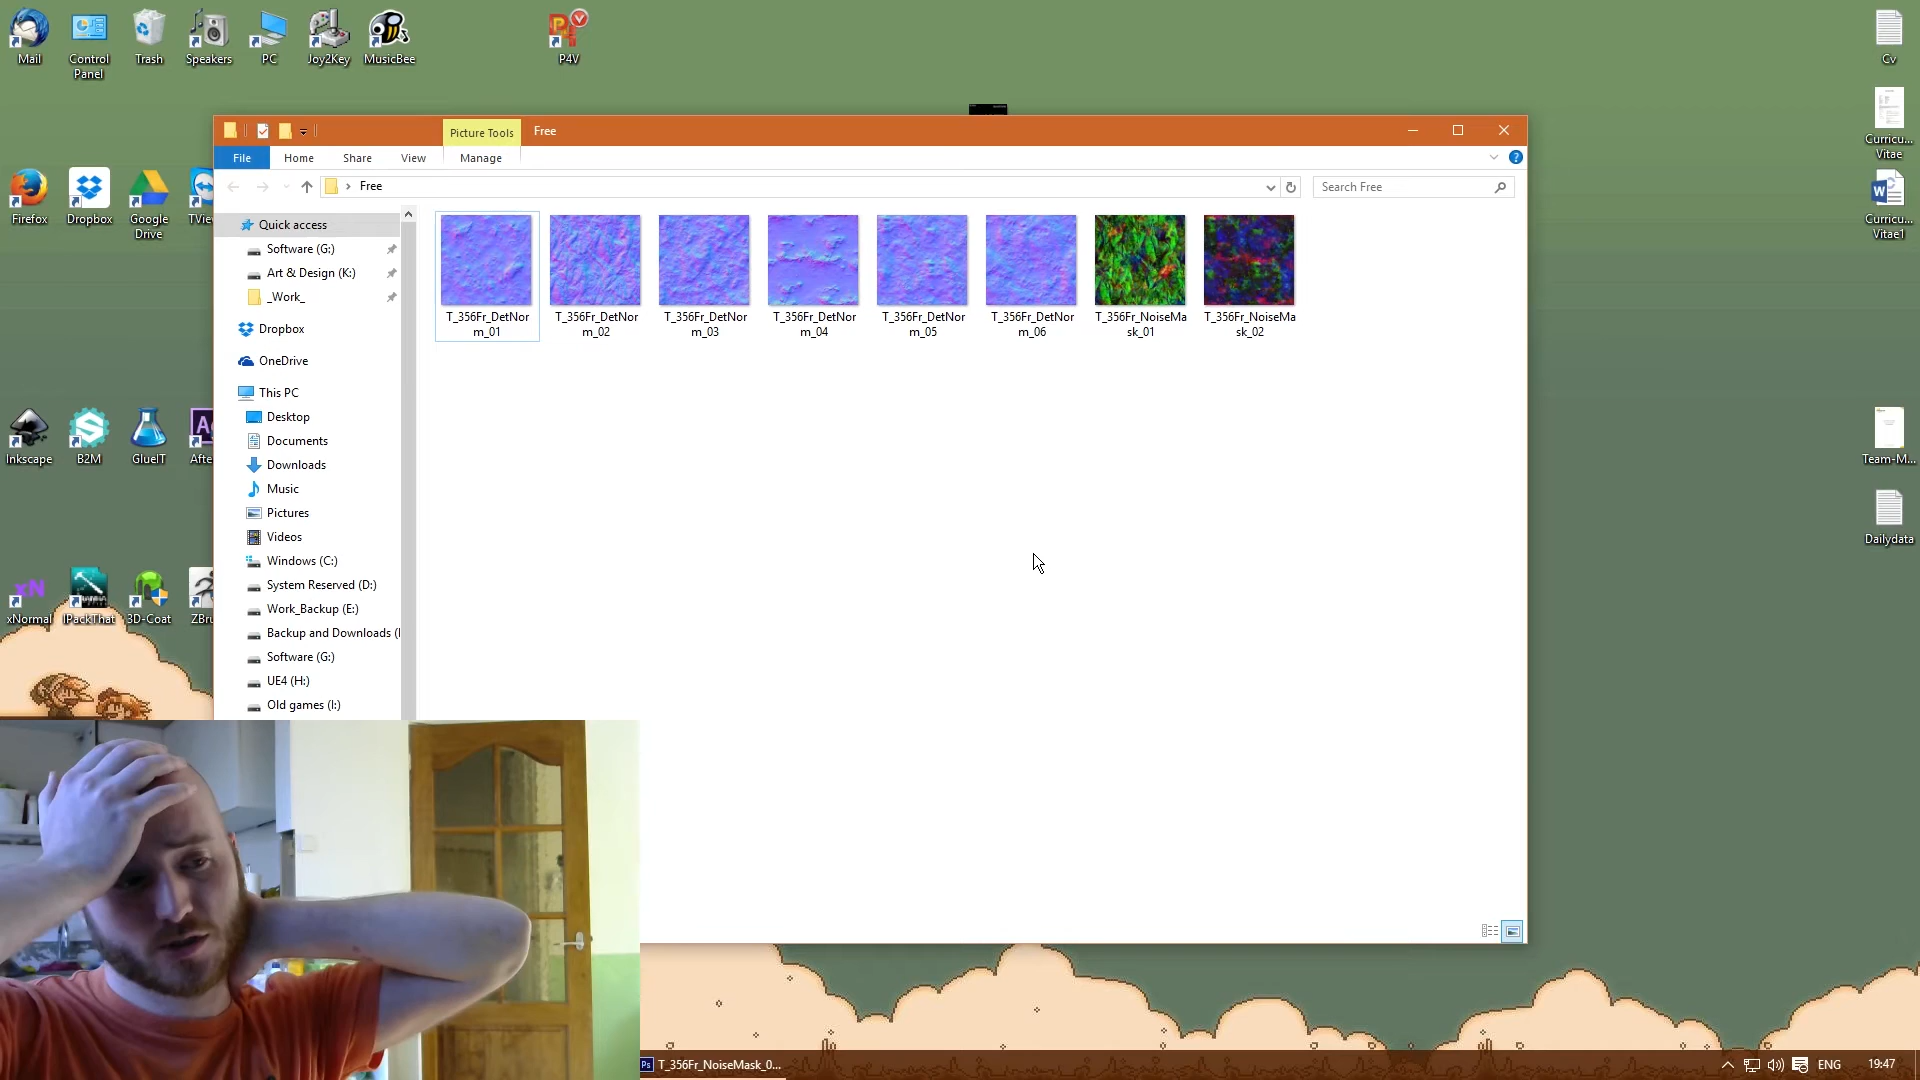 Mail
Control
Panel
Trash
Speakers
PC
Joy2Key
MusicBee
P4V
Cv
Curricu...
Vitae
Curricu...
Vitae1
Firefox
Dropbox
Google
Drive
TVie
Inkscape
B2M
GlueIT
Afte
xNormal
IPackThat
3D-Coat
ZBru
Team-M...
Dailydata
Picture Tools
Free
File
Home
Share
View
Manage
Free
Search Free
Quick access
Software (G:)
Art & Design (K:)
_Work_
Dropbox
OneDrive
This PC
Desktop
Documents
Downloads
Music
Pictures
Videos
Windows (C:)
System Reserved (D:)
Work_Backup (E:)
Backup and Downloads (
Software (G:)
UE4 (H:)
Old games (I:)
T_356Fr_DetNor
m_01
T_356Fr_DetNor
m_02
T_356Fr_DetNor
m_03
T_356Fr_DetNor
m_04
T_356Fr_DetNor
m_05
T_356Fr_DetNor
m_06
T_356Fr_NoiseMa
sk_01
T_356Fr_NoiseMa
sk_02
Ps T_356Fr_NoiseMask_0...
ENG
19:47